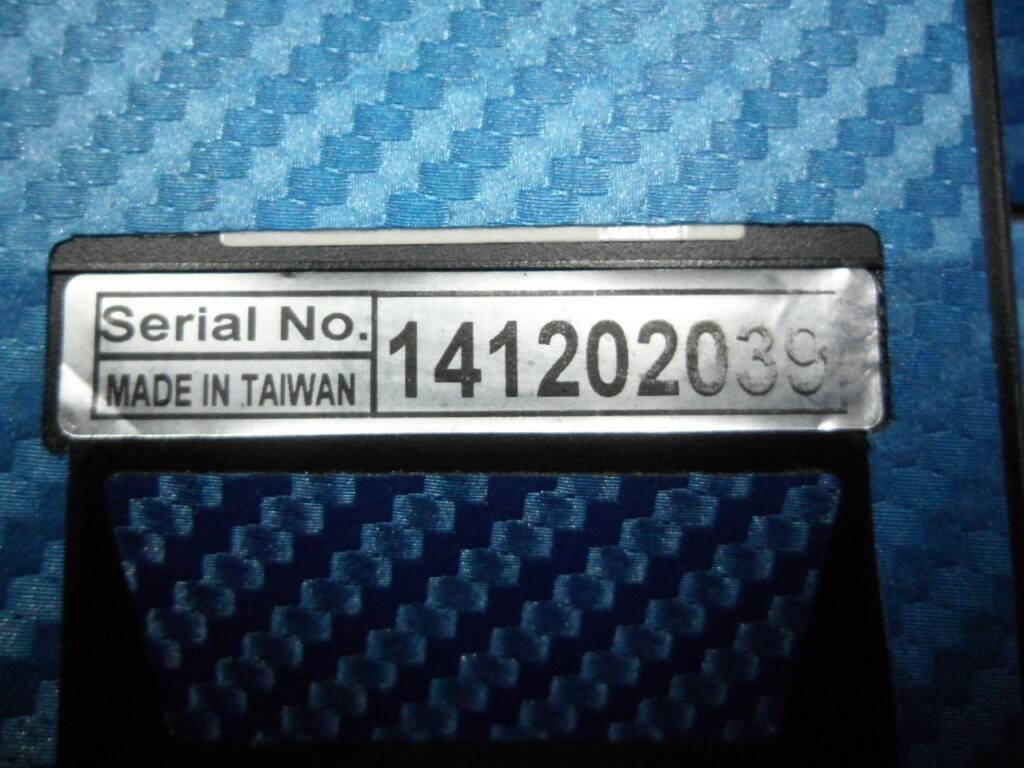 Serial No.
MADE IN TAIWAN
141202039